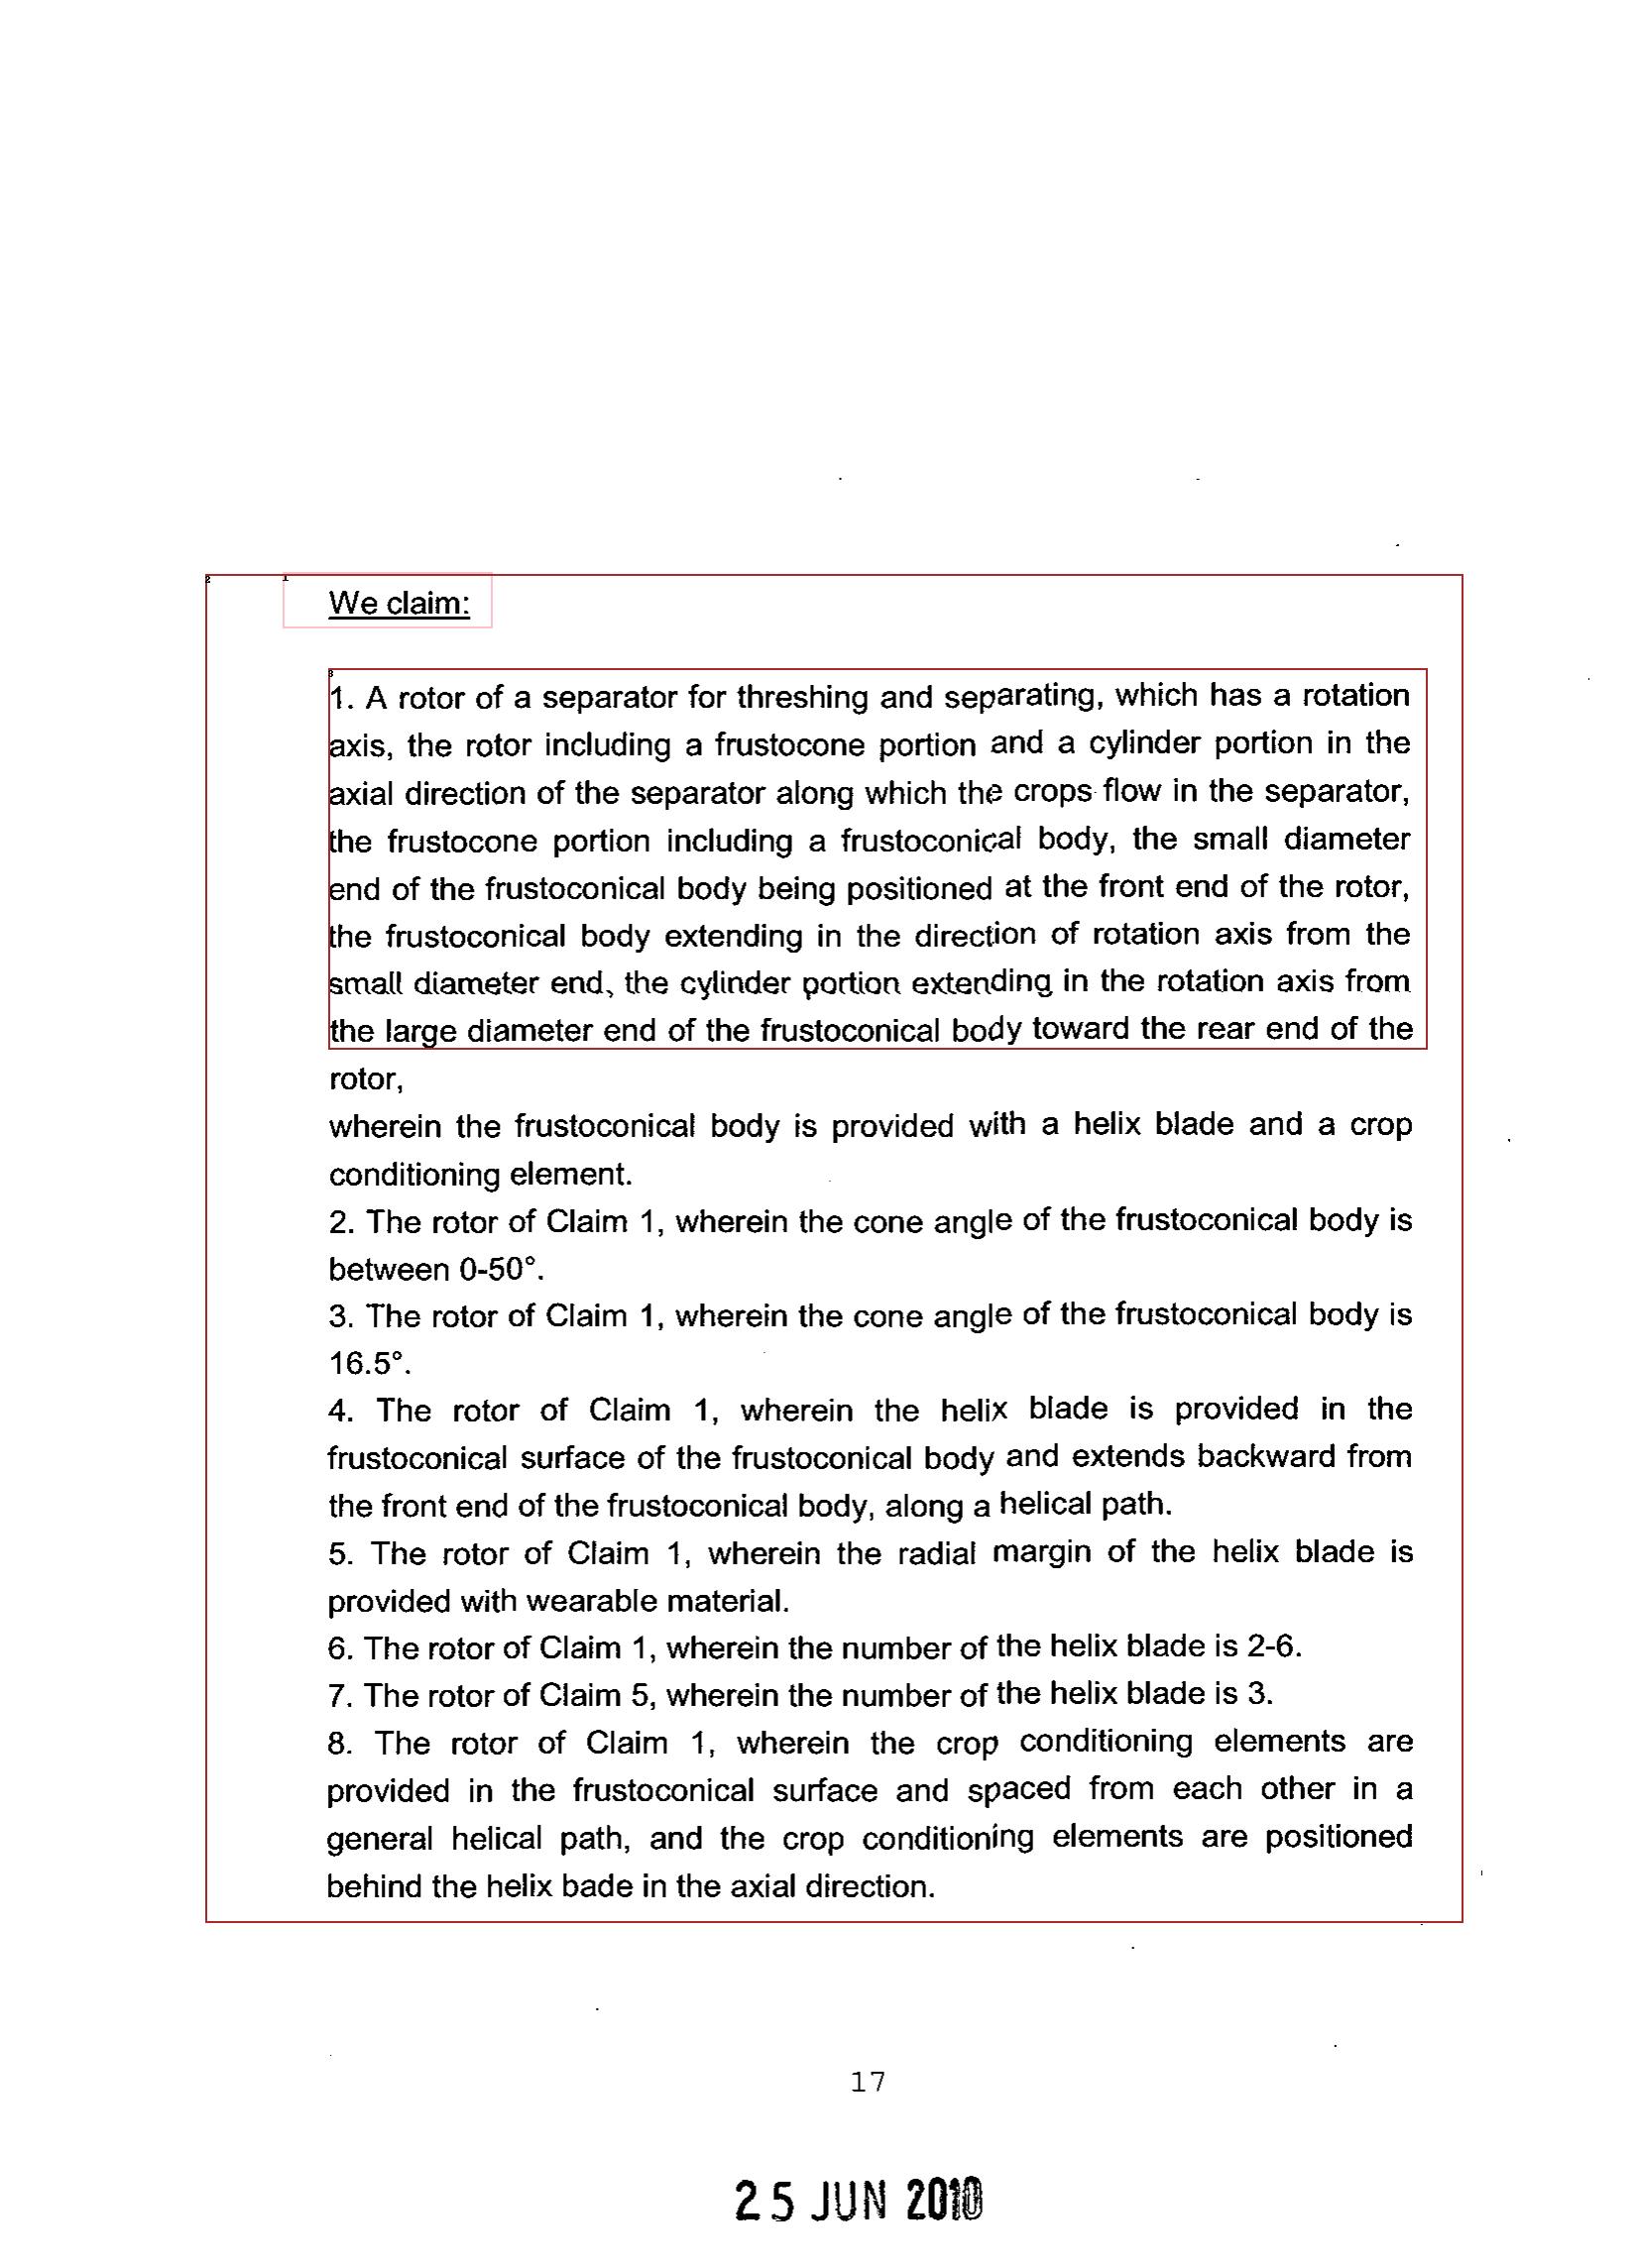 We claim:
1. A rotor of a separator for threshing and separating, which has a rotation
axis, the rotor including a frustocone portion and a cylinder portion in the
axial direction of the separator along which the crops flow in the separator,
the frustocone portion including a frustoconical body, the small diameter
end of the frustoconical body being positioned at the front end of the rotor,
the frustoconical body extending in the direction of rotation axis from the
small diameter end, the cylinder portion extending in the rotation axis from
the large diameter end of the frustoconical body toward the rear end of the
rotor,
wherein the frustoconical body is provided with a helix blade and a crop
conditioning element.
2. The rotor of Claim 1, wherein the cone angle of the frustoconical body is
between 0-50°.
3. The rotor of Claim 1, wherein the cone angle of the frustoconical body is
16.5°.
4. The rotor of Claim 1, wherein the helix blade is provided in the
frustoconical surface of the frustoconical body and extends backward from
the front end of the frustoconical body, along a helical path.
5. The rotor of Claim 1, wherein the radial margin of the helix blade is
provided with wearable material.
6. The rotor of Claim 1, wherein the number of the helix blade is 2-6.
7. The rotor of Claim 5, wherein the number of the helix blade is 3.
8. The rotor of Claim 1, wherein the crop conditioning elements are
provided in the frustoconical surface and spaced from each other in a
general helical path, and the crop conditioning elements are positioned
behind the helix bade in the axial direction.
17
25 JUN 2010